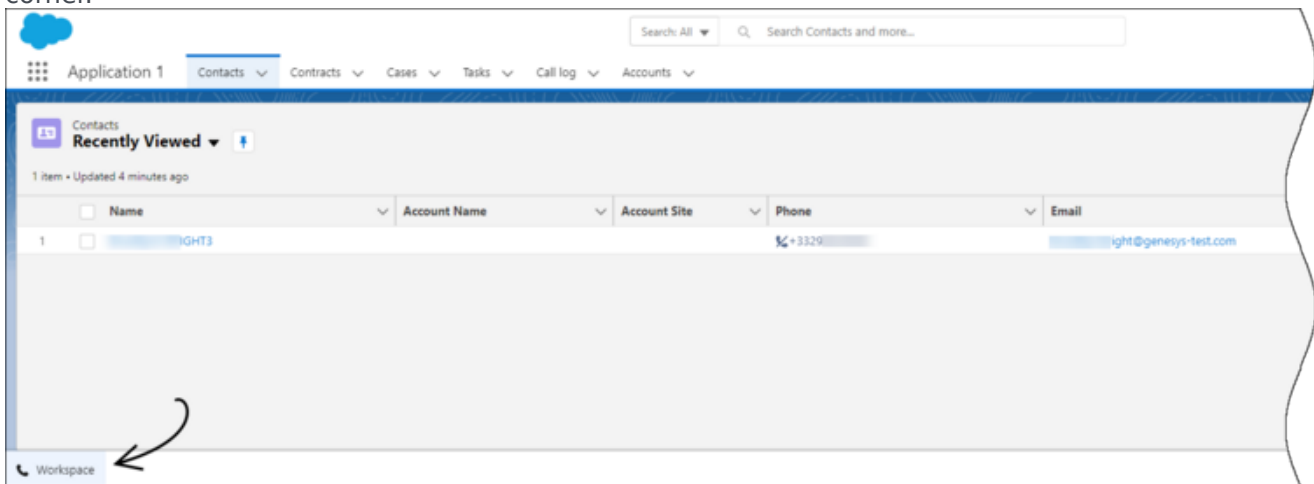 corner.
Search: All Search Contacts and more...
Application 1 Contacts Contracts Cases Tasks Call log Accounts
Contacts
Recently Viewed
1 item • Updated 4 minutes ago
Name Account Name Account Site Phone Email
1 IGHT3 +3329 ight@genesys-test.com
Workspace